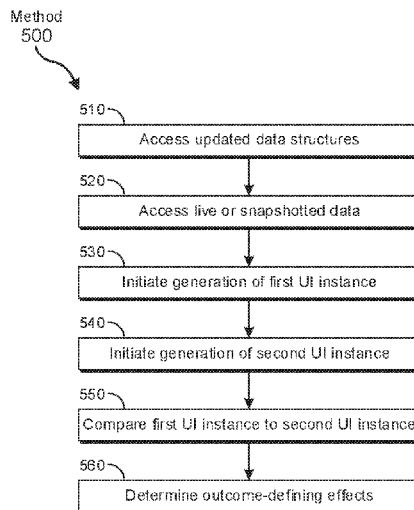 Method
500
510
Access updated data structures
520
Access live or snapshotted data
530
Initiate generation of first UI instance
540
Initiate generation of second UI instance
550
Compare first UI instance to second UI instance
560
Determine outcome-defining effects